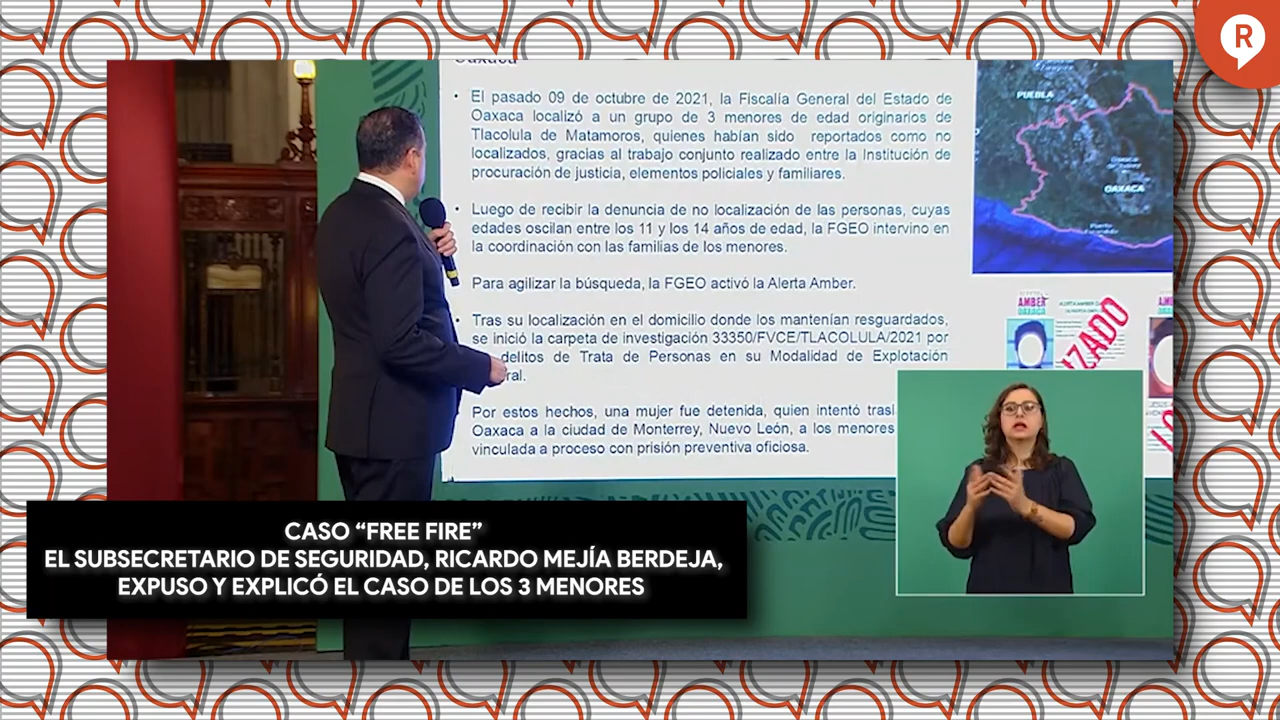 R
Oaxaca
• El pasado 09 de octubre de 2021, la Fiscalía General del Estado de
Oaxaca localizó a un grupo de 3 menores de edad originarios de
Tlacolula de Matamoros, quienes habían sido reportados como no
localizados, gracias al trabajo conjunto realizado entre la Institución de
procuración de justicia, elementos policiales y familiares.
• Luego de recibir la denuncia de no localización de las personas, cuyas
edades oscilan entre los 11 y los 14 años de edad, la FGEO intervino en
la coordinación con las familias de los menores.
Para agilizar la búsqueda, la FGEO activó la Alerta Amber.
• Tras su localización en el domicilio donde los mantenían resguardados,
se inició la carpeta de investigación 33350/FVCE/TLACOLULA/2021 por
delitos de Trata de Personas en su Modalidad de Explotación
ral.
Por estos hechos, una mujer fue detenida, quien intentó trasl
Oaxaca a la ciudad de Monterrey, Nuevo León, a los menores
vinculada a proceso con prisión preventiva oficiosa.
PUEBLA
OAXACA
AMBER
OAXACA
IZADO
CASO “FREE FIRE”
EL SUBSECRETARIO DE SEGURIDAD, RICARDO MEJÍA BERDEJA,
EXPUSO Y EXPLICÓ EL CASO DE LOS 3 MENORES